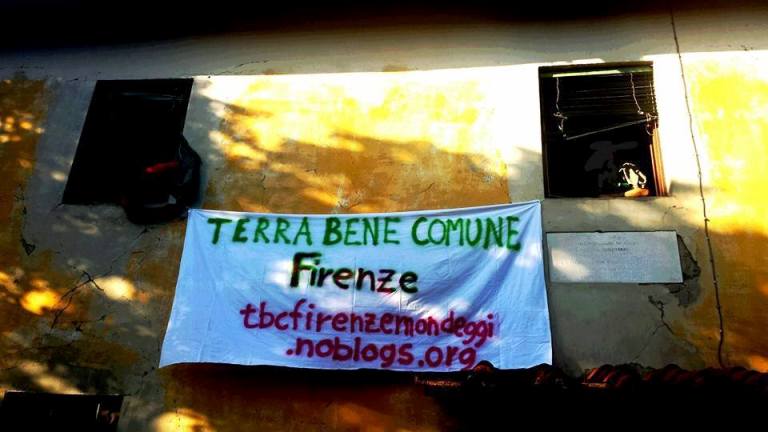 TERRA BENE COMUNE
Firenze
tbcfirenzemondeggi
.noblogs.org